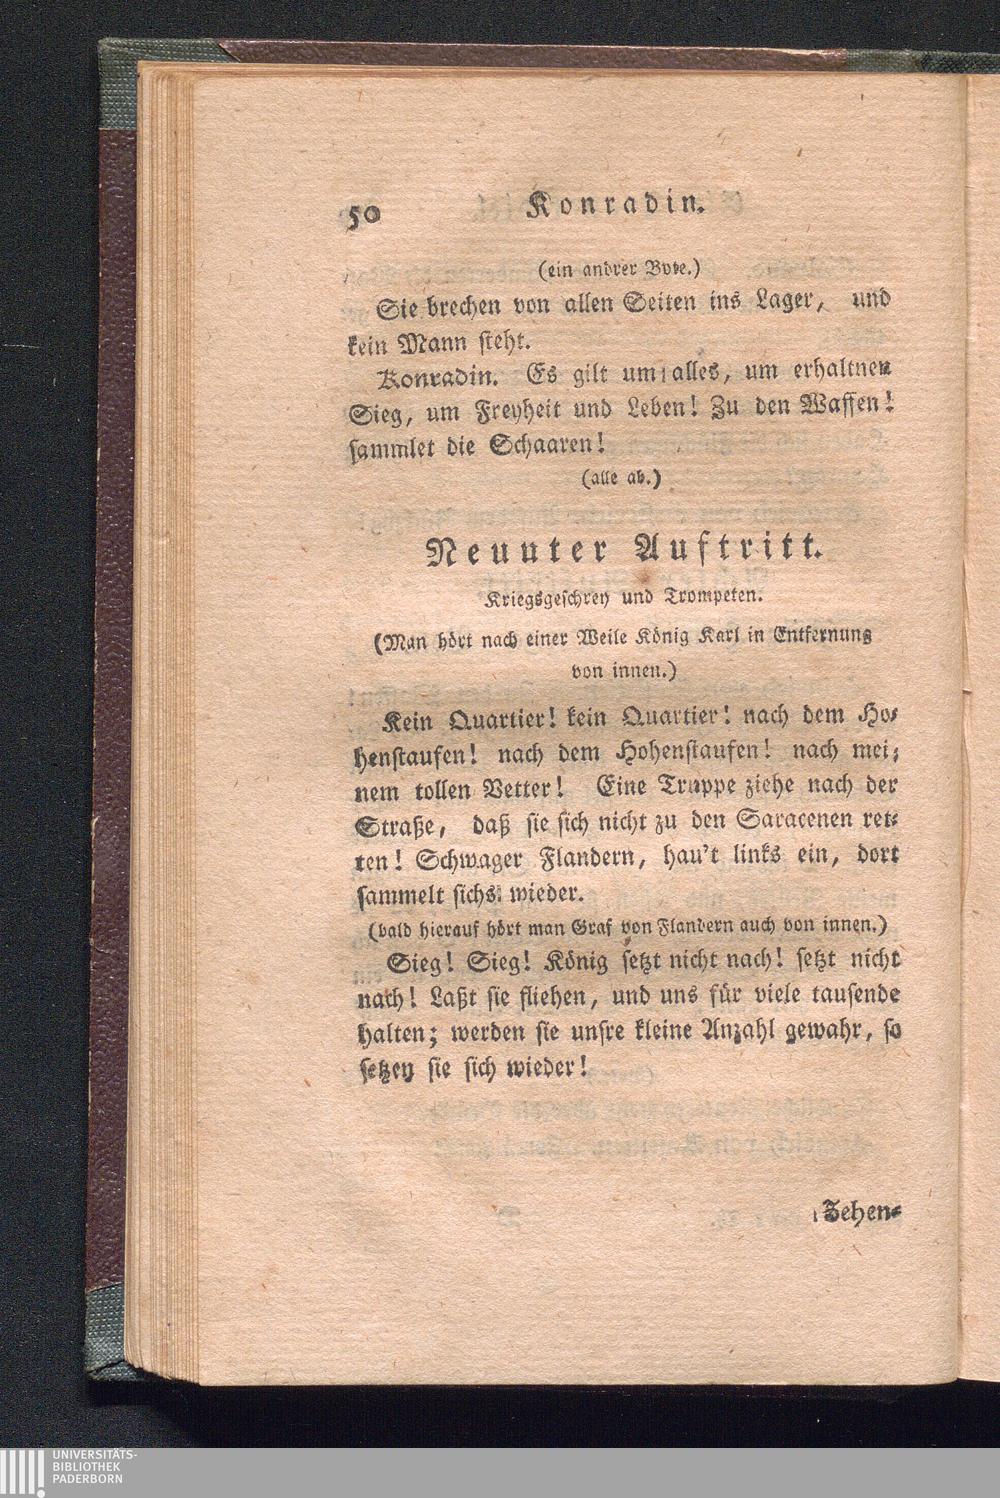 50 Konradin.
(ein andrer Bote.)
Sie brechen von allen Seiten ins Lager, und
kein Mann steht.
Konradin. Es gilt um alles, um erhaltnen
Sieg, um Freyheit und Leben! Zu den Waffen!
sammlet die Schaaren!
(alle ab.)
Neunter Auftritt.
Kriegsgeschrey und Trompeten.
(Man hört nach einer Weile König Karl in Entfernung
von innen.)
Kein Quartier! kein Quartier! nach dem Ho-
henstaufen! nach dem Hohenstaufen! nach mei-
nem tollen Vetter! Eine Truppe ziehe nach der
Straße, daß sie sich nicht zu den Saracenen ret-
ten! Schwager Flandern, hau't links ein, dort
sammelt sichs wieder.
(bald hierauf hört man Graf von Flandern auch von innen.)
Sieg! Sieg! König setzt nicht nach! setzt nicht
nach! Laßt sie fliehen, und uns für viele tausende
halten; werden sie unsre kleine Anzahl gewahr, so
setzen sie sich wieder!
Zehen-
UNIVERSITÄTS-
BIBLIOTHEK
PADERBORN